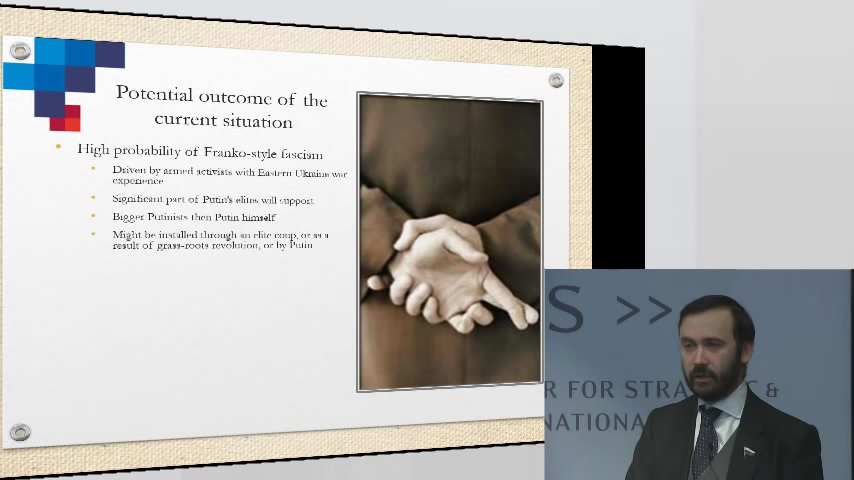 Potential outcome of the
current situation
High probability of Franko-style fascism
Driven by armed activists with Eastern Ukraine war
experience
Significant part of Putin's elites will support
Bigger Putinists then Putin himself
Might be installed through an elite coup, or as a
result of grass-roots revolution, or by Putin
S >>
R FOR STRA C &
NATIONA